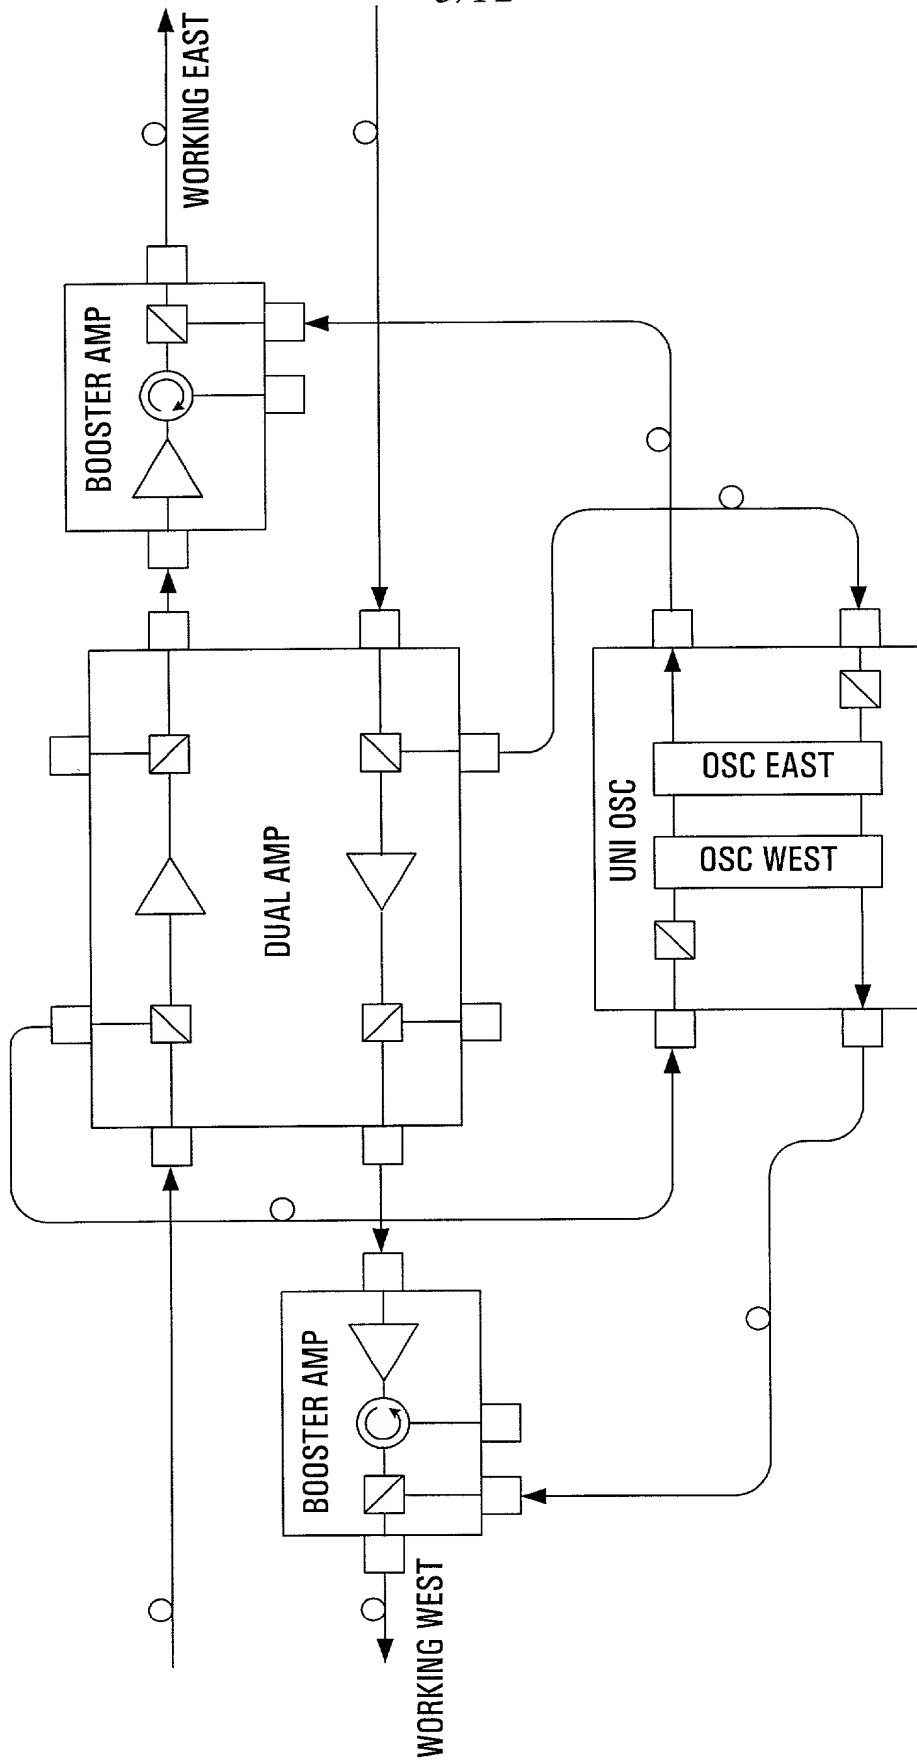 WORKING EAST
BOOSTER AMP
DUAL AMP
UNI OSC
OSC EAST
OSC WEST
BOOSTER AMP
WORKING WEST